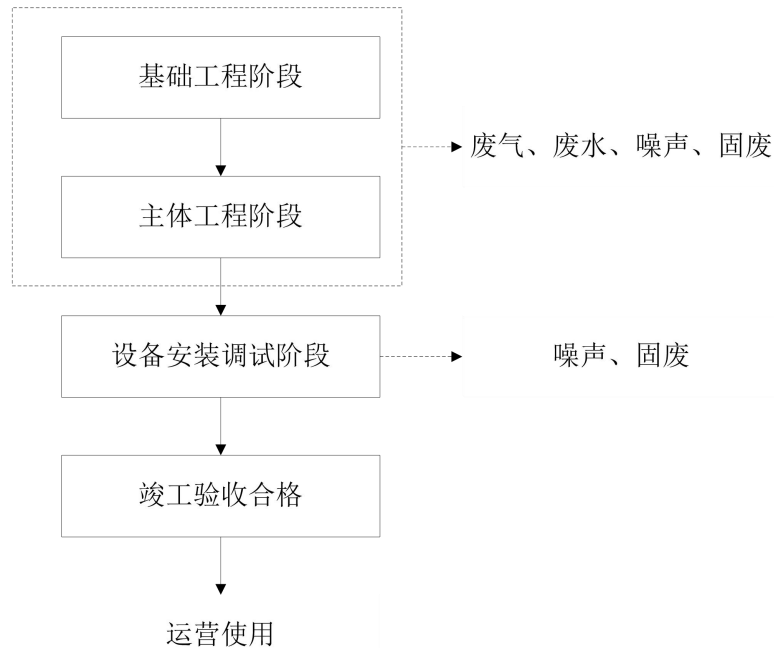 基础工程阶段
废气、废水、噪声、固废
主体工程阶段
设备安装调试阶段
噪声、固废
竣工验收合格
运营使用